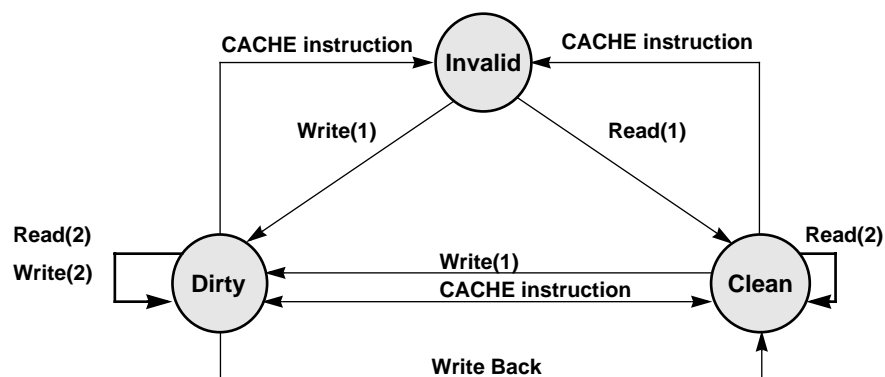 CACHE instruction
CACHE instruction
Invalid
Write(1)
Read(1)
Read(2)
Read(2)
Write(2)
Write(1)
Dirty
Clean
CACHE instruction
Write Back